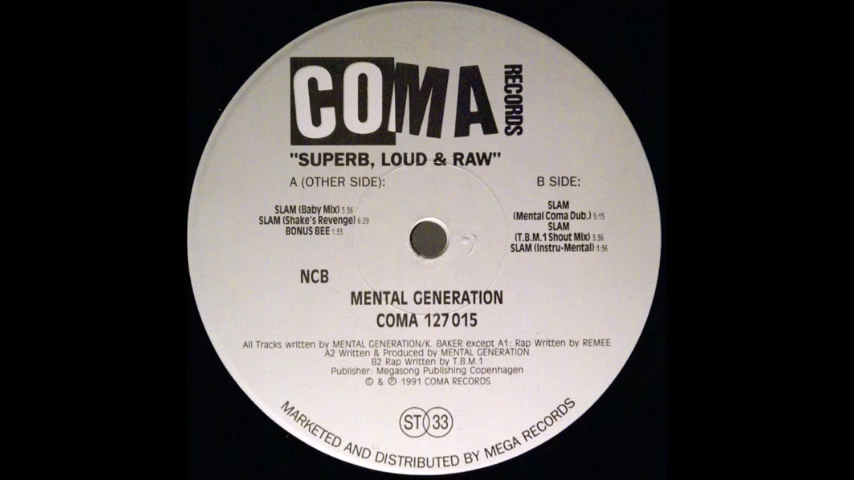 COMA RECORDS
"SUPERB, LOUD & RAW"
A (OTHER SIDE):
SLAM (Baby Mix) 3:36
SLAM (Shake's Revenge) 6:29
BONUS BEE 1:35
B SIDE:
SLAM
(Mental Coma Dub.) 5:15
SLAM
(T.B.M.1 Shout Mix) 3:36
SLAM (Instru-Mental) 3:36
NCB
MENTAL GENERATION
COMA 127015
All Tracks written by MENTAL GENERATION/K. BAKER except A1: Rap Written by REMEE
A2 Written & Produced by MENTAL GENERATION
B2 Rap Written by T.B.M.1
Publisher: Megasong Publishing Copenhagen
© & ℗ 1991 COMA RECORDS
ST 33
MARKETED AND DISTRIBUTED BY MEGA RECORDS